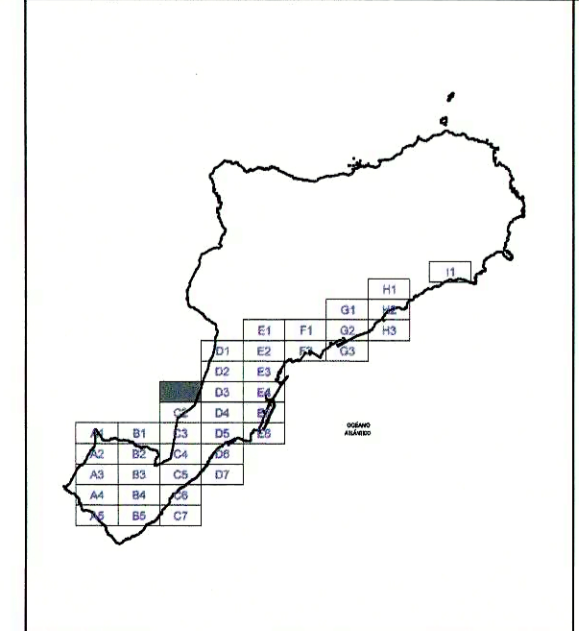 I1
H1
G1 H2
E1 F1 G2 H3
D1 E2 F2 G3
D2 E3
D3 E4
C2 D4 E5
A1 B1 C3 D5 E6
A2 B2 C4 D6
A3 B3 C5 D7
A4 B4 C6
A5 B5 C7
OCÉANO
ATLÁNTICO